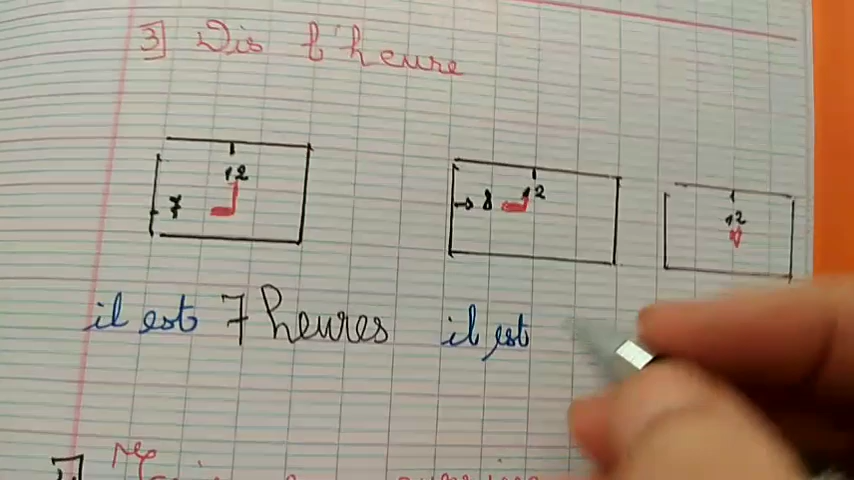 3] Dis l'heure
12 12 12
7 8
il est 7 heures il est